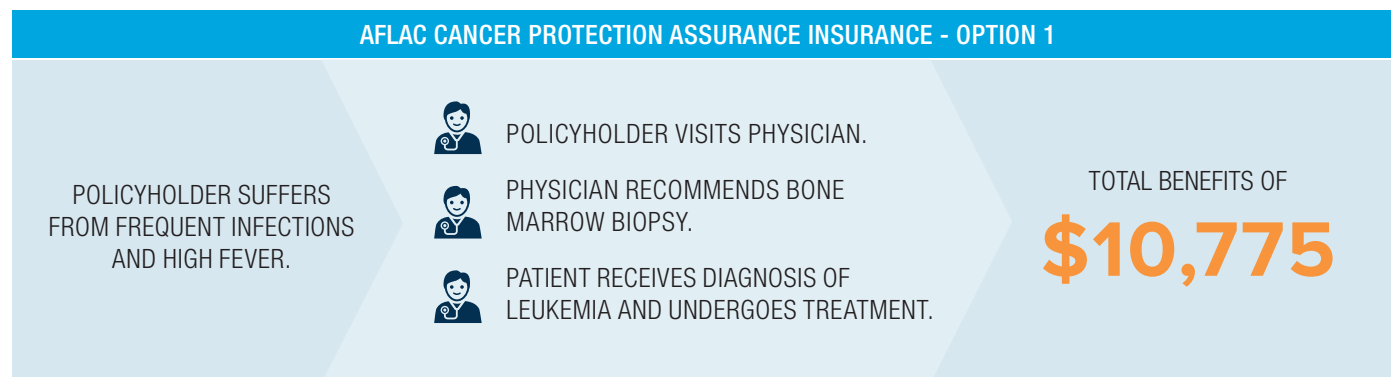 AFLAC CANCER PROTECTION ASSURANCE INSURANCE - OPTION 1
POLICYHOLDER SUFFERS
FROM FREQUENT INFECTIONS
AND HIGH FEVER.
POLICYHOLDER VISITS PHYSICIAN.
PHYSICIAN RECOMMENDS BONE
MARROW BIOPSY.
PATIENT RECEIVES DIAGNOSIS OF
LEUKEMIA AND UNDERGOES TREATMENT.
TOTAL BENEFITS OF
$10,775